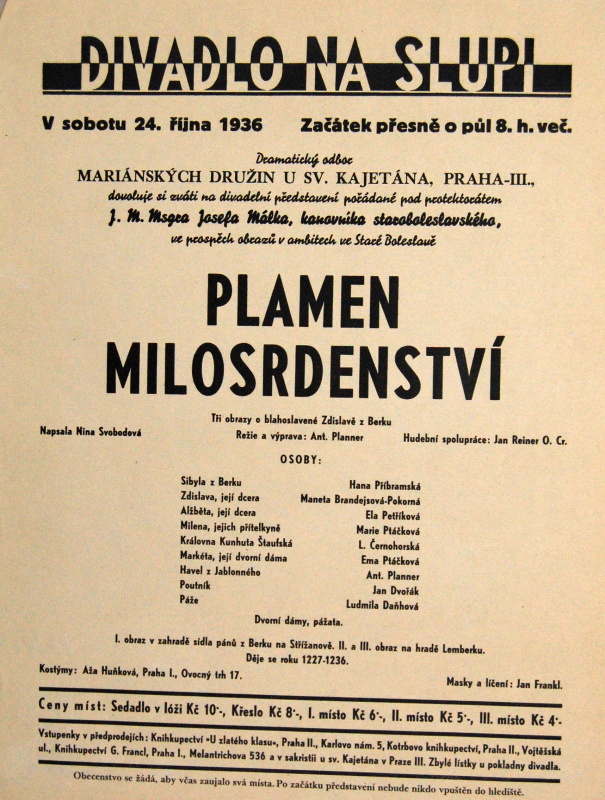 DIVADLO NA SLUPI
V sobotu 24. října 1936 Začátek přesně o půl 8. h. več.
Dramatický odbor
MARIÁNSKÝCH DRUŽIN U SV. KAJETÁNA, PRAHA-III.,
dovoluje si zváti na divadelní představení pořádané pod protektorátem
J. M. Msgra Josefa Málka, kanovníka staroboleslavského,
ve prospěch obrazů v ambitech ve Staré Boleslavě
PLAMEN
MILOSRDENSTVÍ
Tři obrazy o blahoslavené Zdislavě z Berku
Napsala Nina Svobodová Režie a výprava: Ant. Planner Hudební spolupráce: Jan Reiner O. Cr.
OSOBY:
Sibyla z Berku Hana Příbramská
Zdislava, její dcera Maneta Brandejsová-Pokorná
Alžběta, její dcera Ela Petříková
Milena, jejich přítelkyně Marie Ptáčková
Královna Kunhuta Štaufská L. Černohorská
Markéta, její dvorní dáma Ema Ptáčková
Havel z Jablonného Ant. Planner
Poutník Jan Dvořák
Páže Ludmila Daňhová
Dvorní dámy, pážata.
I. obraz v zahradě sídla pánů z Berku na Střížanově. II. a III. obraz na hradě Lemberku.
Děje se roku 1227-1236.
Kostýmy: Aža Huňková, Praha I., Ovocný trh 17. Masky a líčení: Jan Frankl.
Ceny míst: Sedadlo v lóži Kč 10·-, Křeslo Kč 8·-, I. místo Kč 6·-, II. místo Kč 5·-, III. místo Kč 4·-
Vstupenky v předprodejích: Knihkupectví »U zlatého klasu«, Praha II., Karlovo nám. 5, Kotrbovo knihkupectví, Praha II., Vojtěšská
ul., Knihkupectví G. Francl, Praha I., Melantrichova 536 a v sakristii u sv. Kajetána v Praze III. Zbylé lístky u pokladny divadla.
Obecenstvo se žádá, aby včas zaujalo svá místa. Po začátku představení nebude nikdo vpuštěn do hlediště.